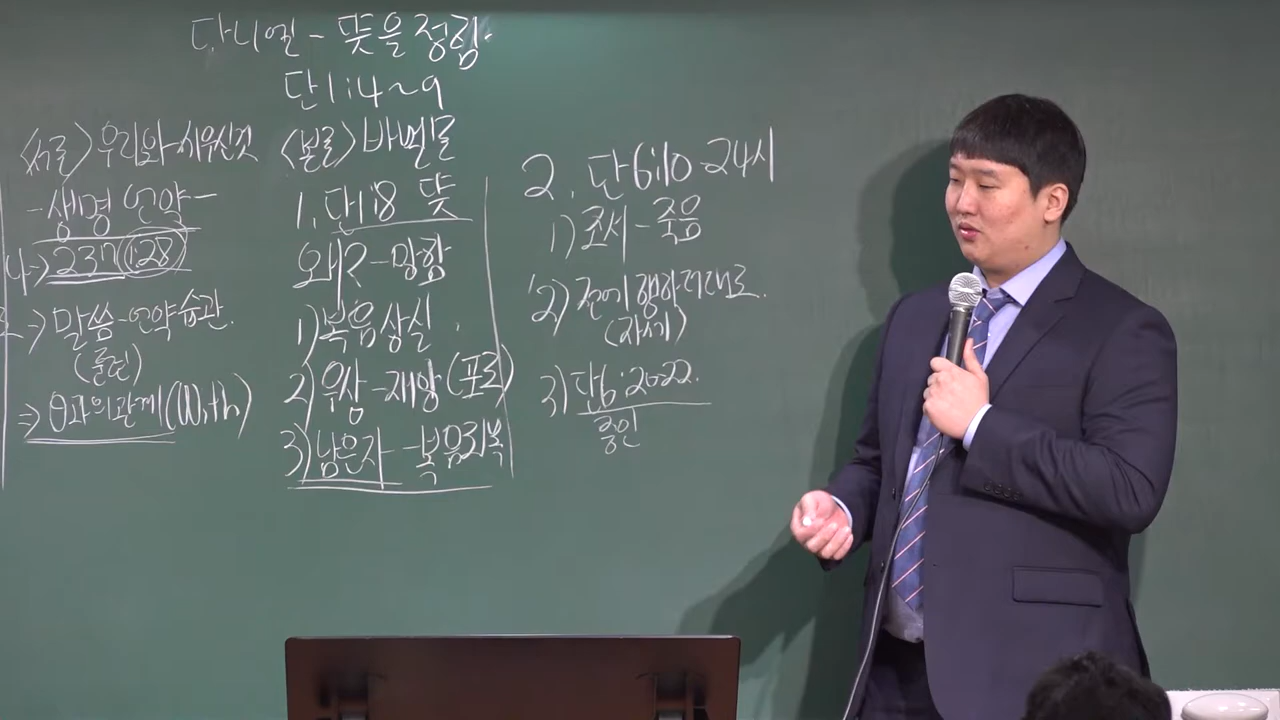 다니엘 - 뜻을 정함.
단 1:4~9
<서론> 우리와 - 싸우신것
- 생명 언약 -
4) → 237 1:28
→ 말씀 - 언약 습관.
(훈련)
⇒ θ과의 관계 (With)
<본론> 바벨론
1. 단1:8 뜻
왜? - 망함
1) 복음상실.
2) 우상 - 재앙 (포로)
3) 남은자 - 복음회복
2. 단6:10 24시
1) 조서 - 죽음
2) 전에 행하던대로.
(자세)
3) 단6:20~22.
증인